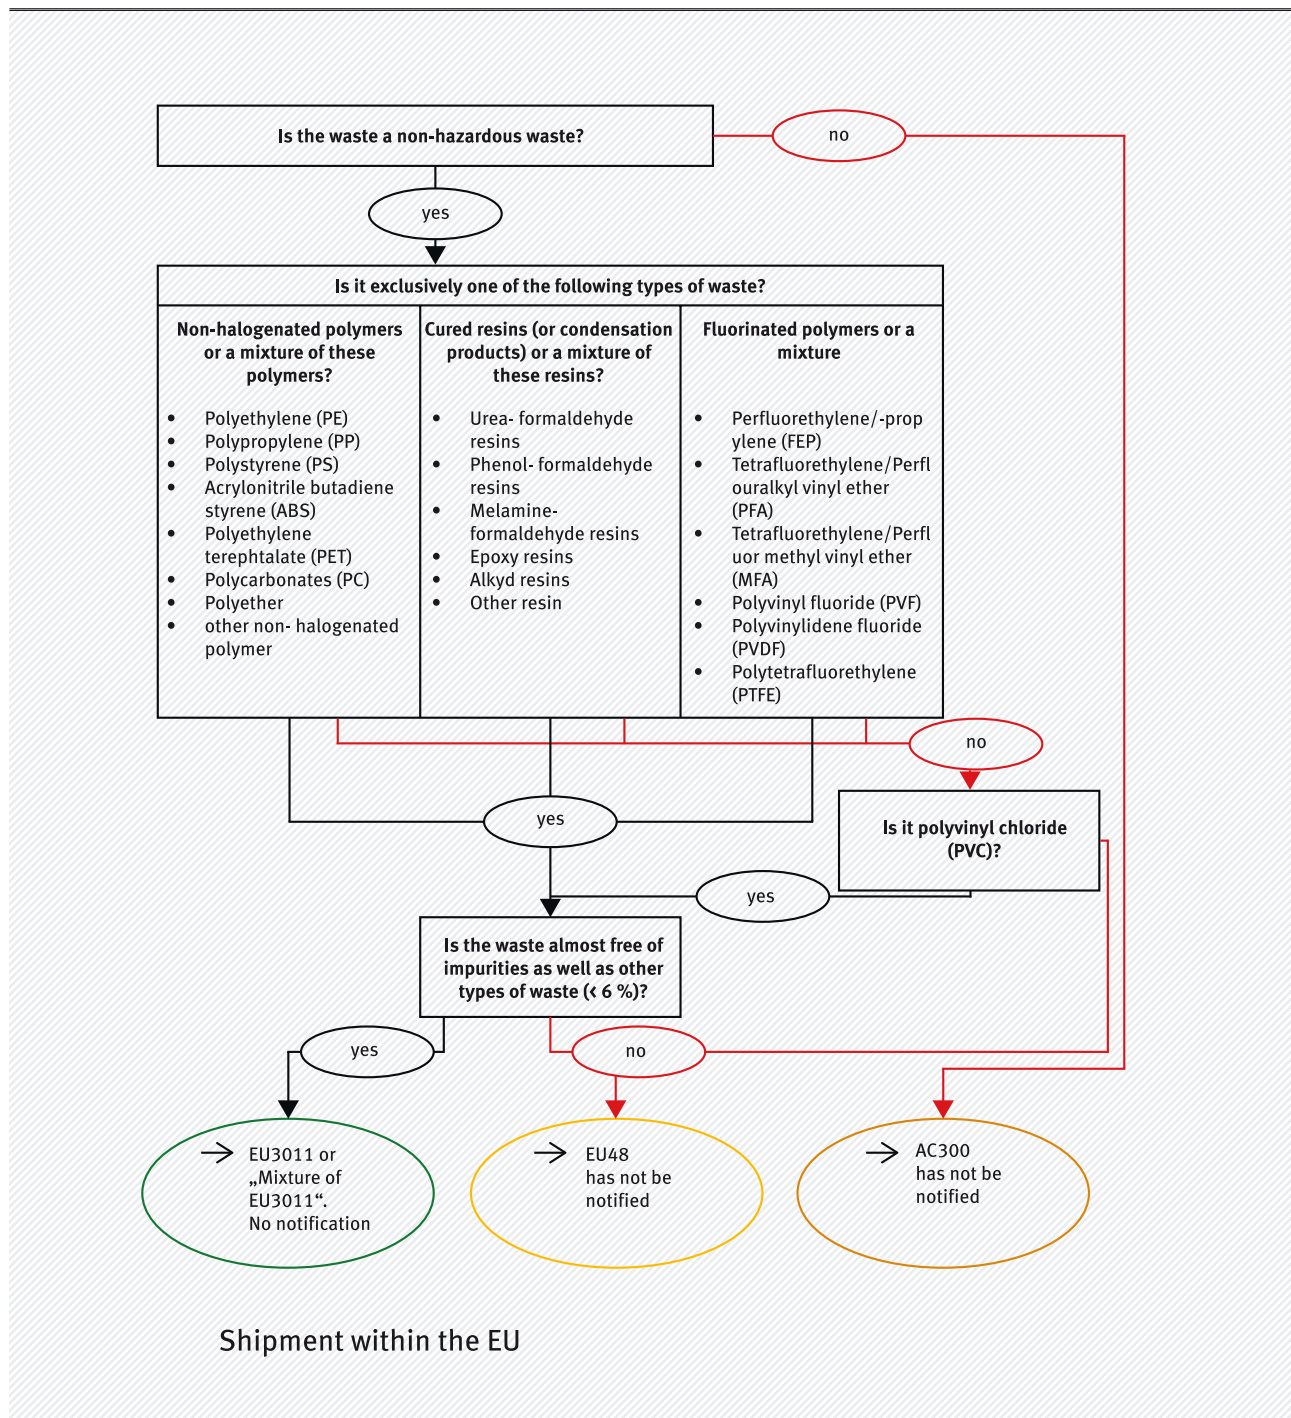 Is the waste a non-hazardous waste?
no
yes
Is it exclusively one of the following types of waste?
Non-halogenated polymers
or a mixture of these
polymers?
• Polyethylene (PE)
• Polypropylene (PP)
• Polystyrene (PS)
• Acrylonitrile butadiene
styrene (ABS)
• Polyethylene
terephtalate (PET)
• Polycarbonates (PC)
• Polyether
• other non- halogenated
polymer
Cured resins (or condensation
products) or a mixture of
these resins?
• Urea- formaldehyde
resins
• Phenol- formaldehyde
resins
• Melamine-
formaldehyde resins
• Epoxy resins
• Alkyd resins
• Other resin
Fluorinated polymers or a
mixture
• Perfluorethylene/-prop
ylene (FEP)
• Tetrafluorethylene/Perfl
ouralkyl vinyl ether
(PFA)
• Tetrafluorethylene/Perfl
uor methyl vinyl ether
(MFA)
• Polyvinyl fluoride (PVF)
• Polyvinylidene fluoride
(PVDF)
• Polytetrafluorethylene
(PTFE)
no
yes
Is it polyvinyl chloride
(PVC)?
yes
Is the waste almost free of
impurities as well as other
types of waste (< 6 %)?
yes
no
→ EU3011 or
„Mixture of
EU3011“.
No notification
→ EU48
has not be
notified
→ AC300
has not be
notified
Shipment within the EU